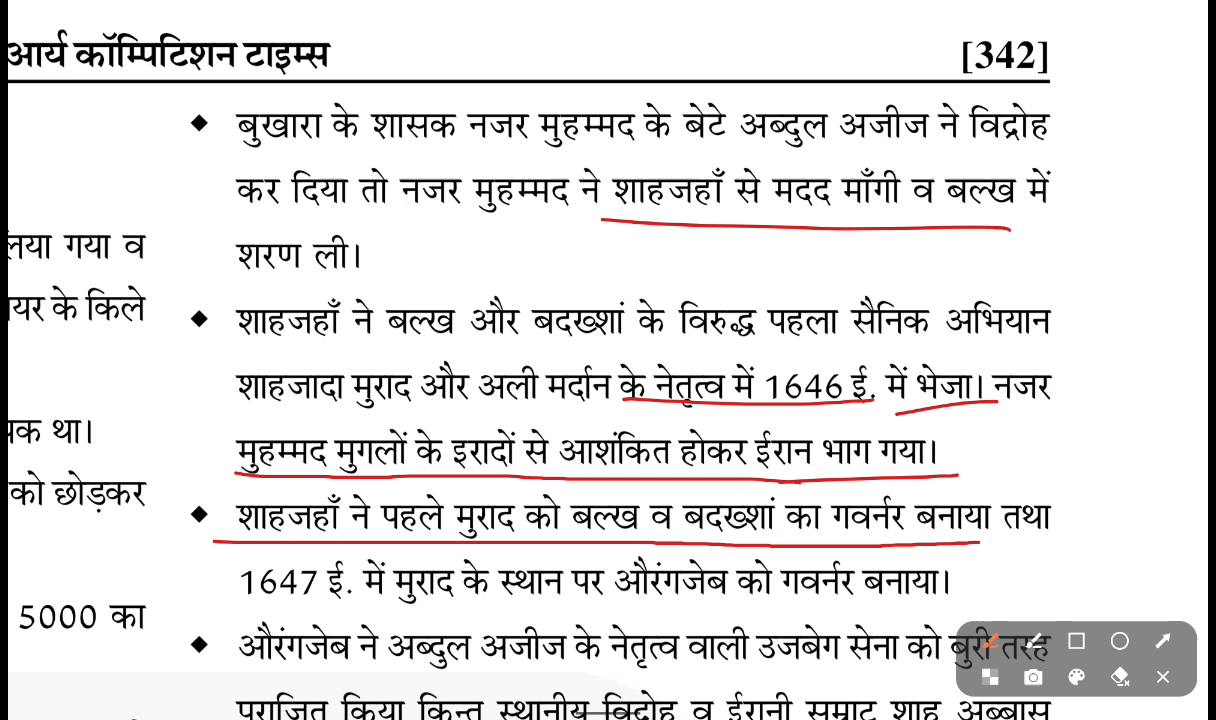 आर्य कॉम्पिटिशन टाइम्स [342]
लिया गया व
यर के किले
यक था।
को छोड़कर
5000 का
◆ बुखारा के शासक नजर मुहम्मद के बेटे अब्दुल अजीज ने विद्रोह
कर दिया तो नजर मुहम्मद ने शाहजहाँ से मदद माँगी व बल्ख में
शरण ली।
◆ शाहजहाँ ने बल्ख और बदख्शां के विरुद्ध पहला सैनिक अभियान
शाहजादा मुराद और अली मर्दान के नेतृत्व में 1646 ई. में भेजा। नजर
मुहम्मद मुगलों के इरादों से आशंकित होकर ईरान भाग गया।
◆ शाहजहाँ ने पहले मुराद को बल्ख व बदख्शां का गवर्नर बनाया तथा
1647 ई. में मुराद के स्थान पर औरंगजेब को गवर्नर बनाया।
◆ औरंगजेब ने अब्दुल अजीज के नेतृत्व वाली उजबेग सेना को बुरी तरह
पराजित किया किन्तु स्थानीय विद्रोह व ईरानी सम्राट शाह अब्बास